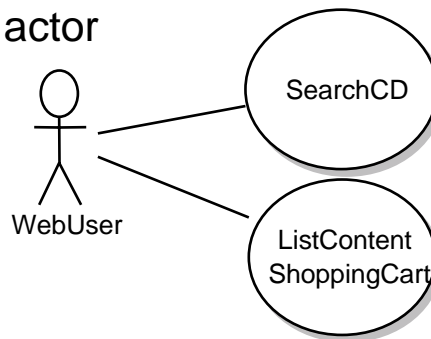 actor
SearchCD
WebUser
ListContent
ShoppingCart